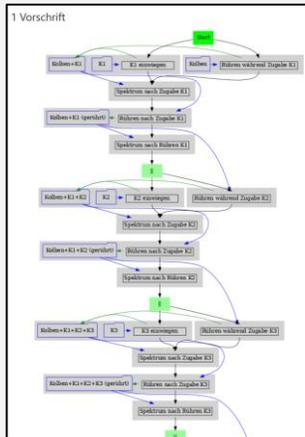 1 Vorschrift
Start
Kolben+K1 K1 K1 einwiegen Kolben Rühren während Zugabe K1
Spektrum nach Zugabe K1
Kolben+K1 (gerührt) Rühren nach Zugabe K1
Spektrum nach Rühren K1
Kolben+K1+K2 K2 K2 einwiegen Rühren während Zugabe K2
Spektrum nach Zugabe K2
Kolben+K1+K2 (gerührt) Rühren nach Zugabe K2
Spektrum nach Rühren K2
Kolben+K1+K2+K3 K3 K3 einwiegen Rühren während Zugabe K3
Spektrum nach Zugabe K3
Kolben+K1+K2+K3 (gerührt) Rühren nach Zugabe K3
Spektrum nach Rühren K3